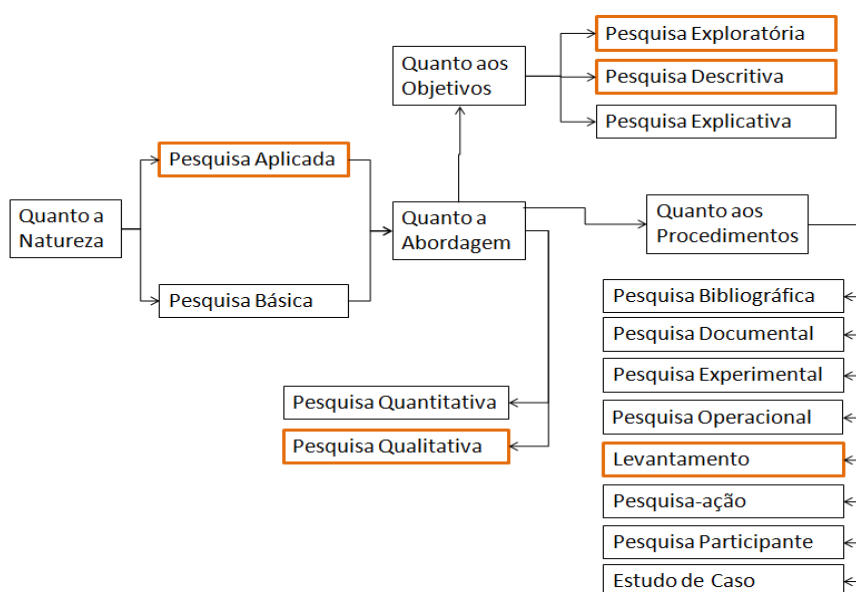 Quanto a
Natureza
Pesquisa Aplicada
Pesquisa Básica
Quanto a
Abordagem
Quanto aos
Objetivos
Pesquisa Exploratória
Pesquisa Descritiva
Pesquisa Explicativa
Pesquisa Quantitativa
Pesquisa Qualitativa
Quanto aos
Procedimentos
Pesquisa Bibliográfica
Pesquisa Documental
Pesquisa Experimental
Pesquisa Operacional
Levantamento
Pesquisa-ação
Pesquisa Participante
Estudo de Caso